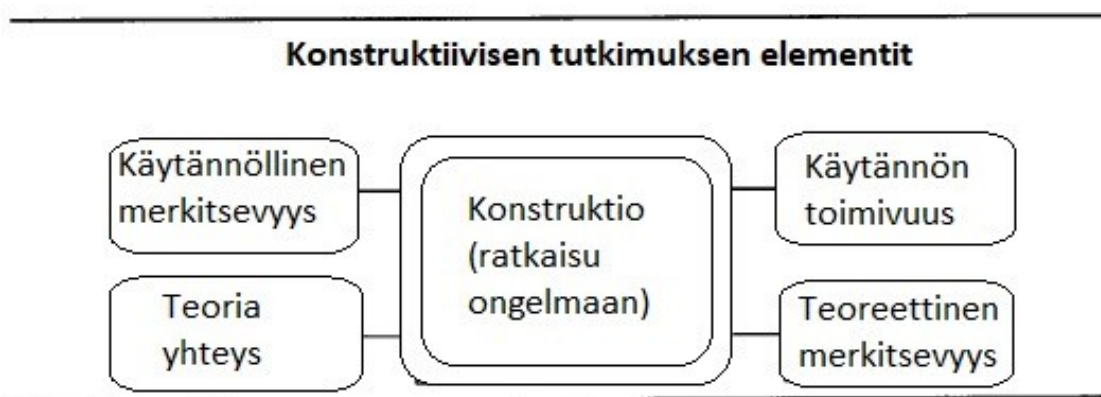 Konstruktiivisen tutkimuksen elementit
Käytännöllinen
merkitsevyys
Teoria
yhteys
Konstruktio
(ratkaisu
ongelmaan)
Käytännön
toimivuus
Teoreettinen
merkitsevyys